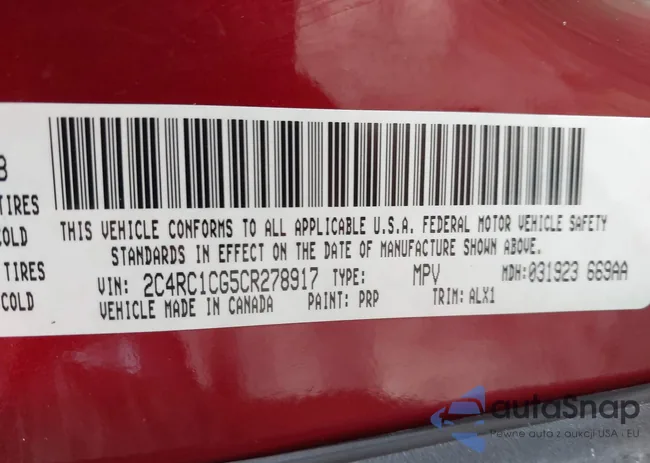 8
TIRES
COLD
TIRES
COLD
THIS VEHICLE CONFORMS TO ALL APPLICABLE U.S.A. FEDERAL MOTOR VEHICLE SAFETY
STANDARDS IN EFFECT ON THE DATE OF MANUFACTURE SHOWN ABOVE.
VIN: 2C4RC1CG5CR278917 TYPE: MPV MDH:031923 669AA
VEHICLE MADE IN CANADA PAINT: PRP TRIM: ALX1
autoSnap
Pewne auta z aukcji USA i EU